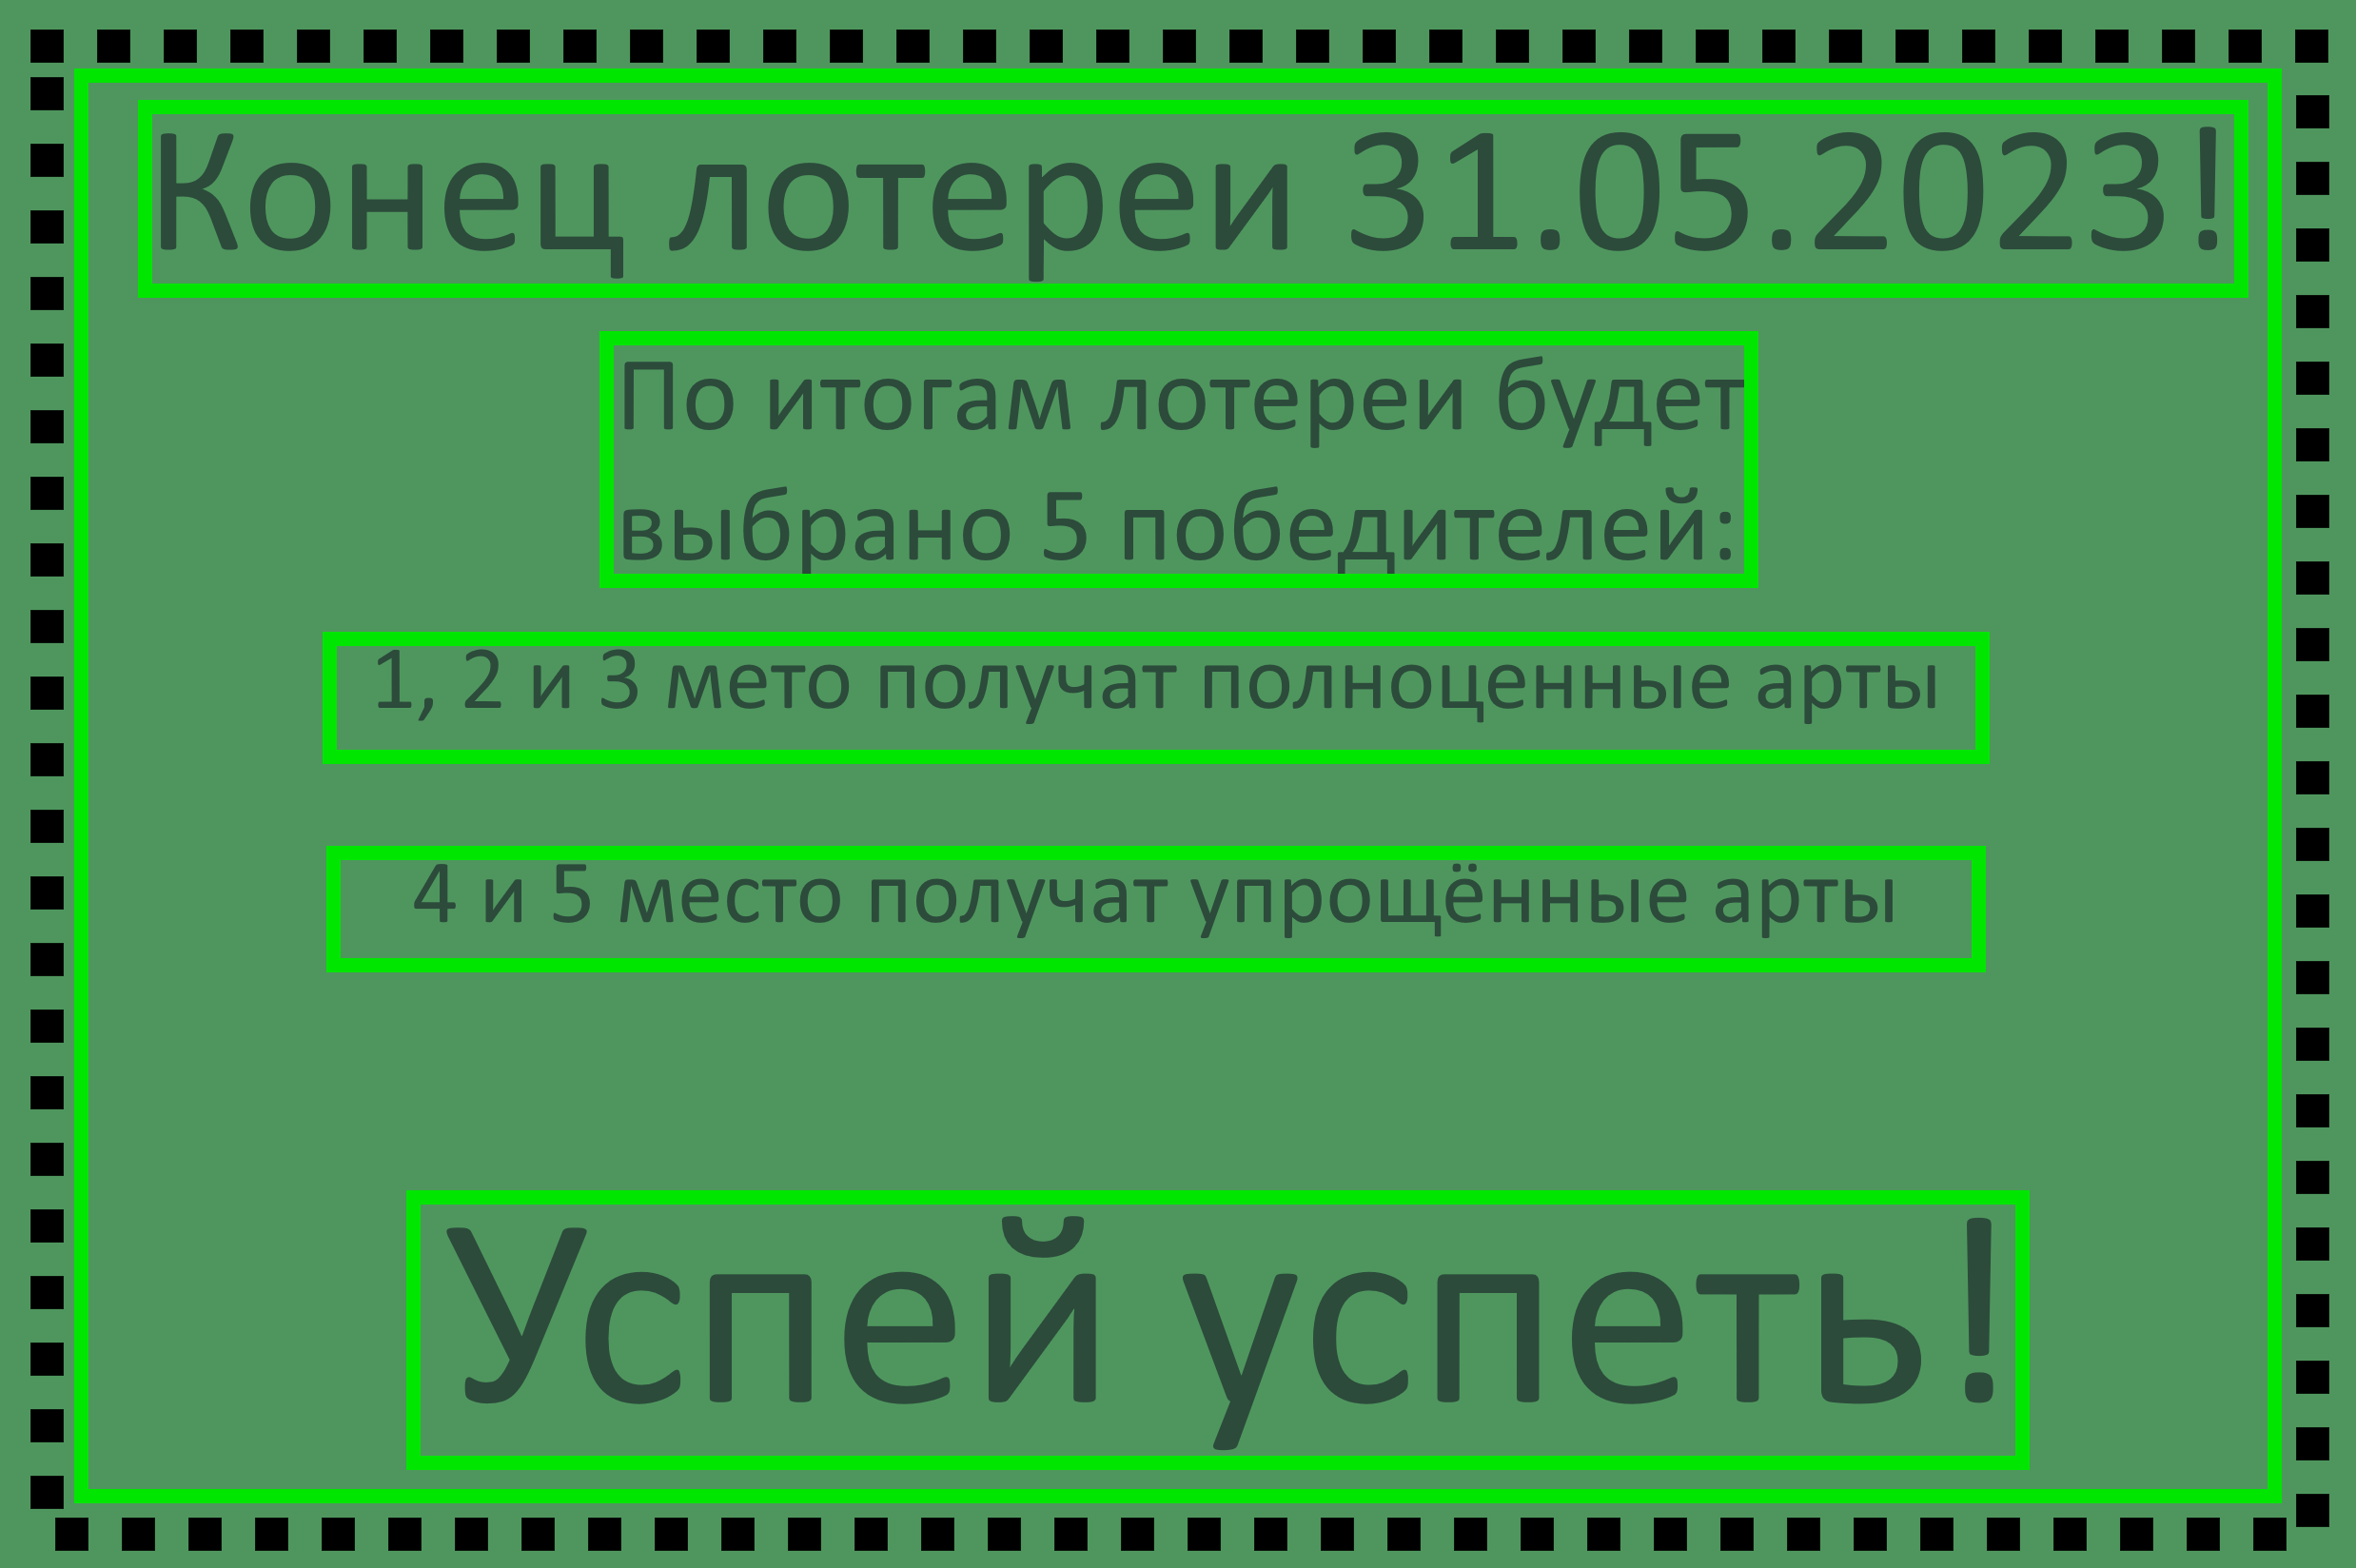 Конец лотереи 31.05.2023!
По итогам лотереи будет
выбрано 5 победителей:
1, 2 и 3 место получат полноценные арты
4 и 5 место получат упрощённые арты
Успей успеть!